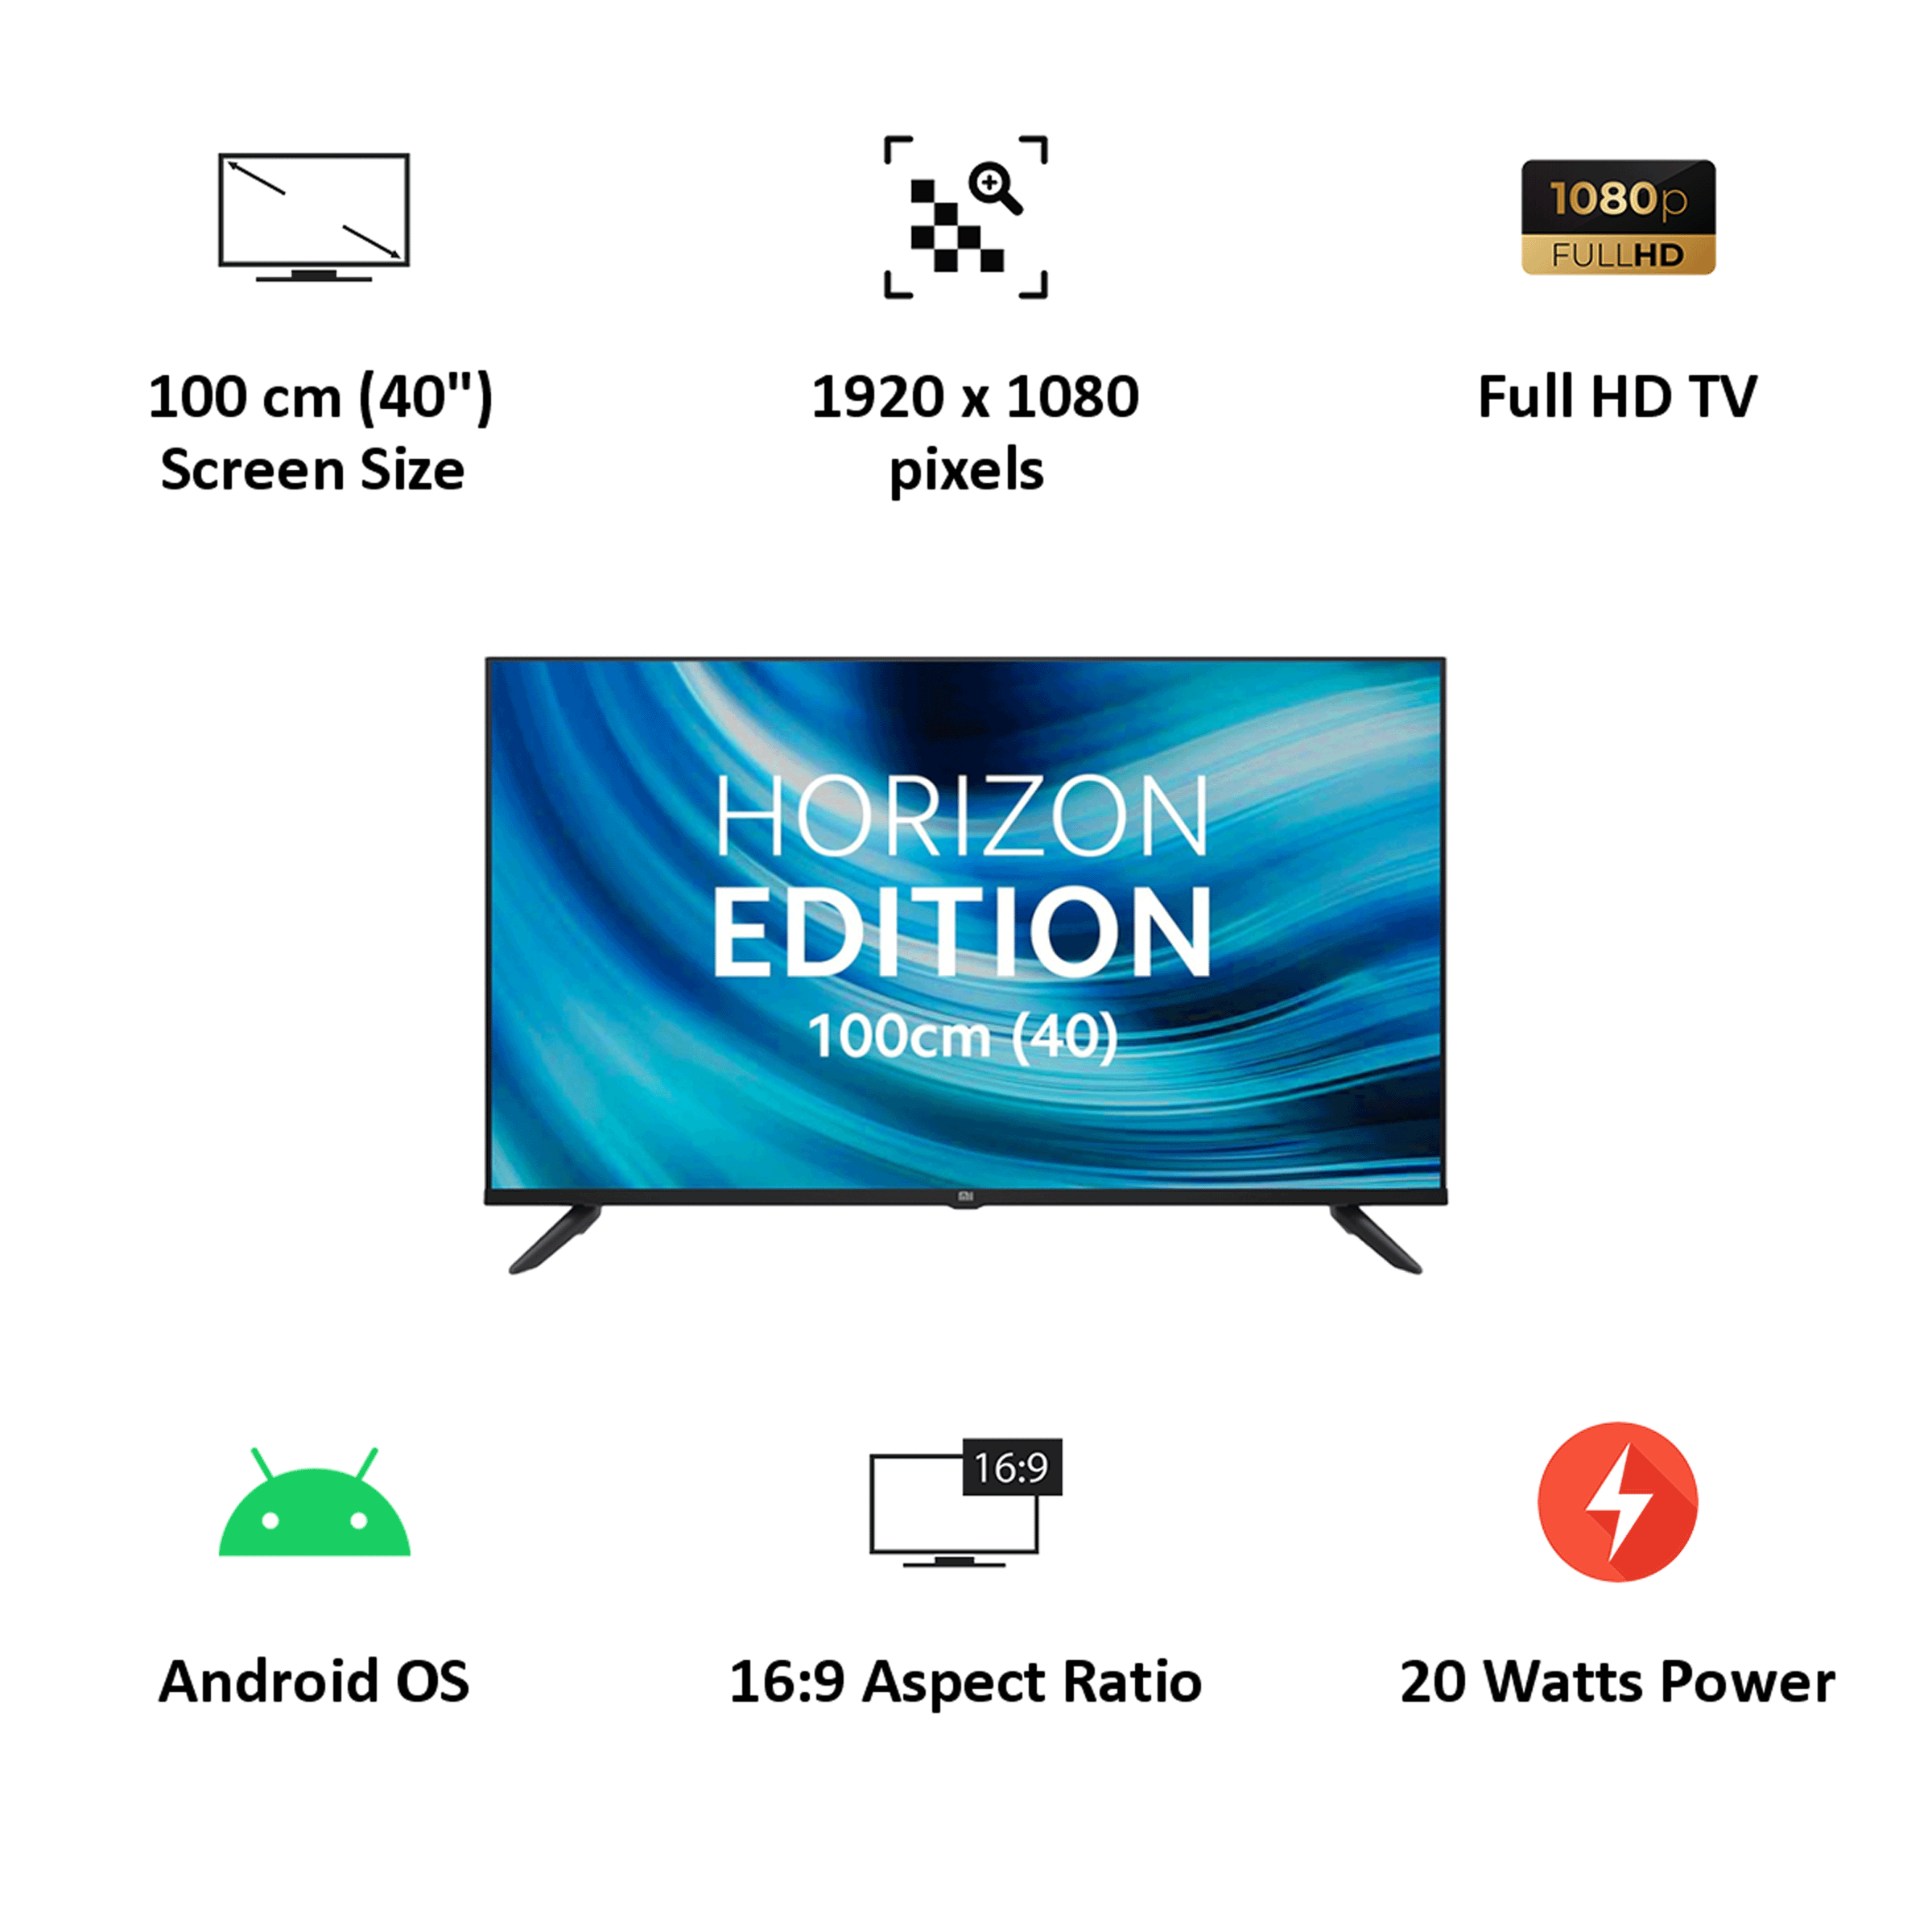 1080p
FULLHD
100 cm (40")
Screen Size
1920 x 1080
pixels
Full HD TV
HORIZON
EDITION
100cm (40)
mi
16:9
Android OS
16:9 Aspect Ratio
20 Watts Power